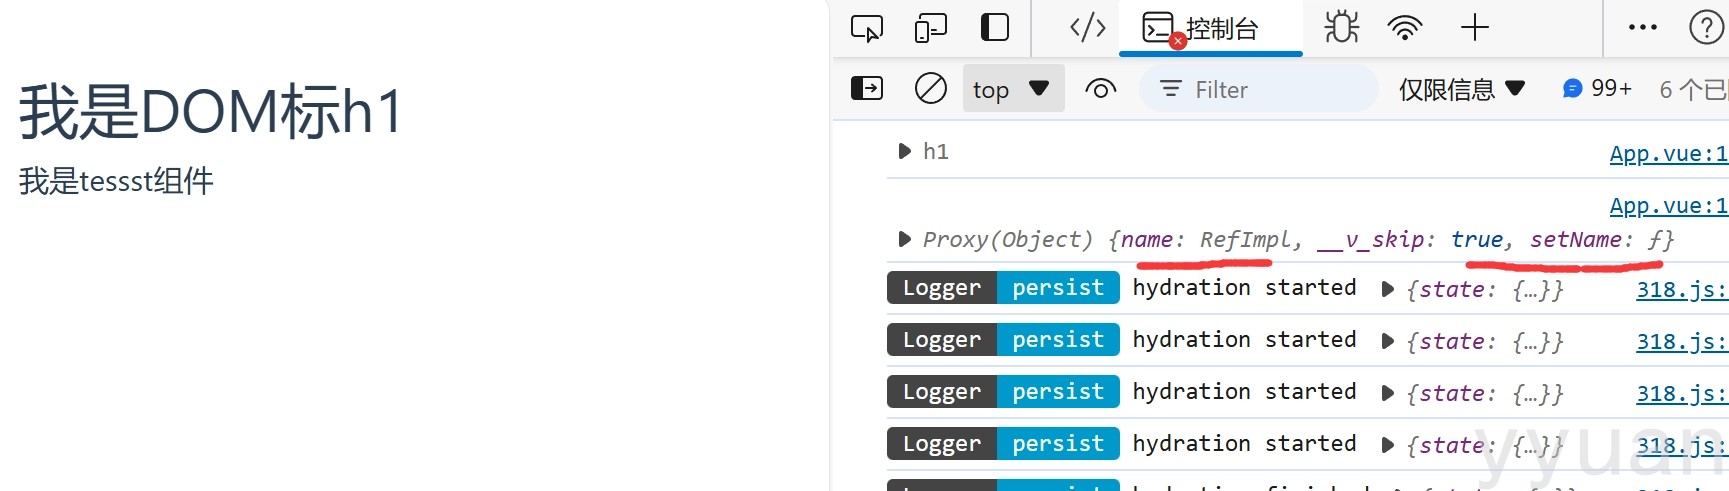 控制台
top
Filter
仅限信息
99+
6 个已
我是DOM标h1
我是tessst组件
h1
App.vue:1
App.vue:1
Proxy(Object) {name: RefImpl, __v_skip: true, setName: ƒ}
Logger persist hydration started {state: {…}} 318.js:
Logger persist hydration started {state: {…}} 318.js:
Logger persist hydration started {state: {…}} 318.js:
Logger persist hydration started {state: {…}} 318.js:
yyuan